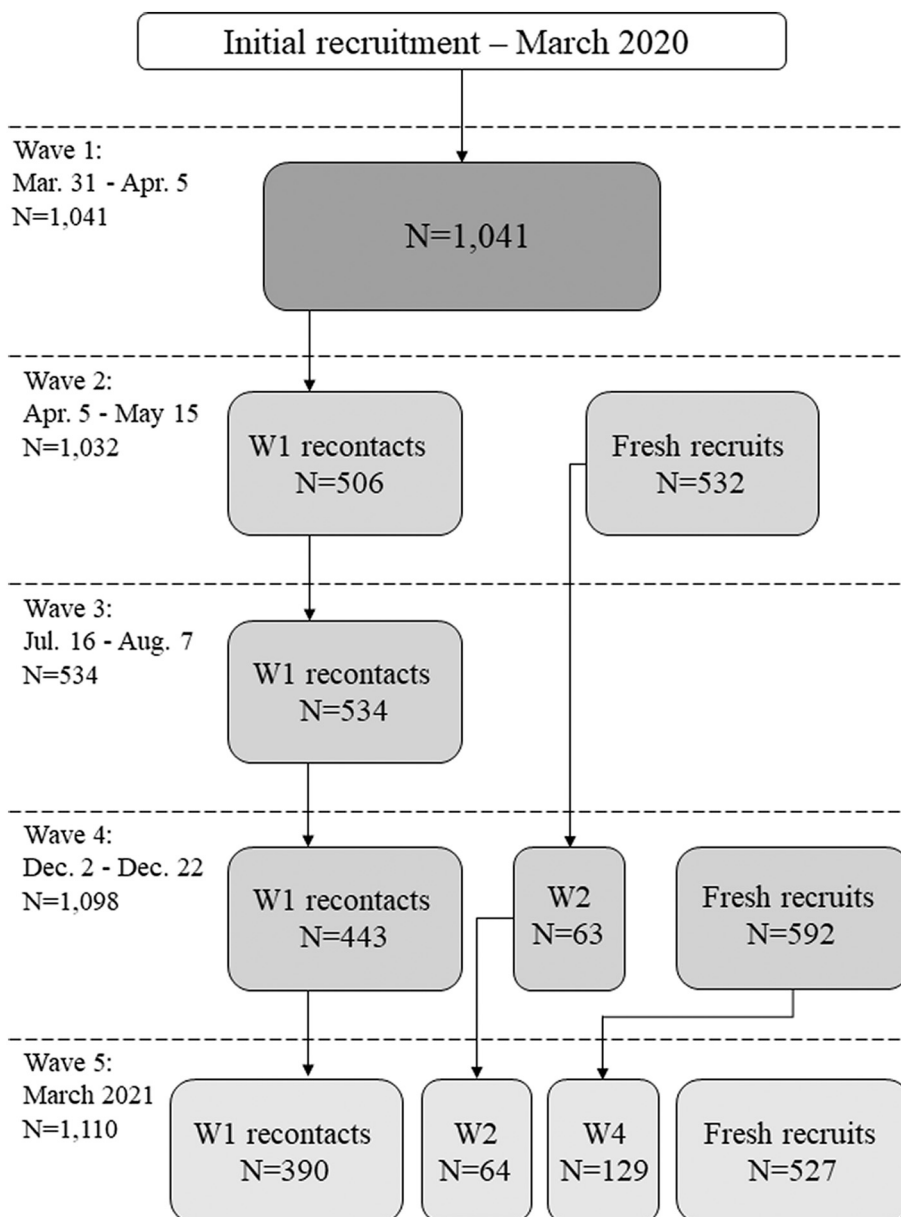 Initial recruitment – March 2020
Wave 1:
Mar. 31 - Apr. 5
N=1,041
N=1,041
Wave 2:
Apr. 5 - May 15
N=1,032
W1 recontacts
N=506
Fresh recruits
N=532
Wave 3:
Jul. 16 - Aug. 7
N=534
W1 recontacts
N=534
Wave 4:
Dec. 2 - Dec. 22
N=1,098
W1 recontacts
N=443
W2
N=63
Fresh recruits
N=592
Wave 5:
March 2021
N=1,110
W1 recontacts
N=390
W2
N=64
W4
N=129
Fresh recruits
N=527